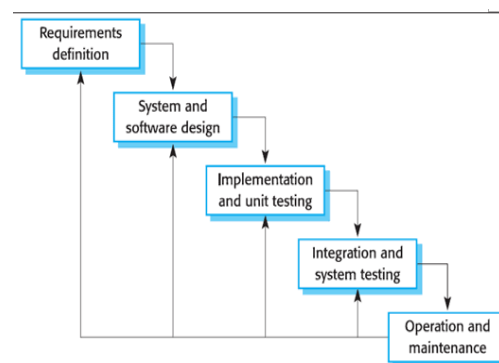 Requirements
definition
System and
software design
Implementation
and unit testing
Integration and
system testing
Operation and
maintenance